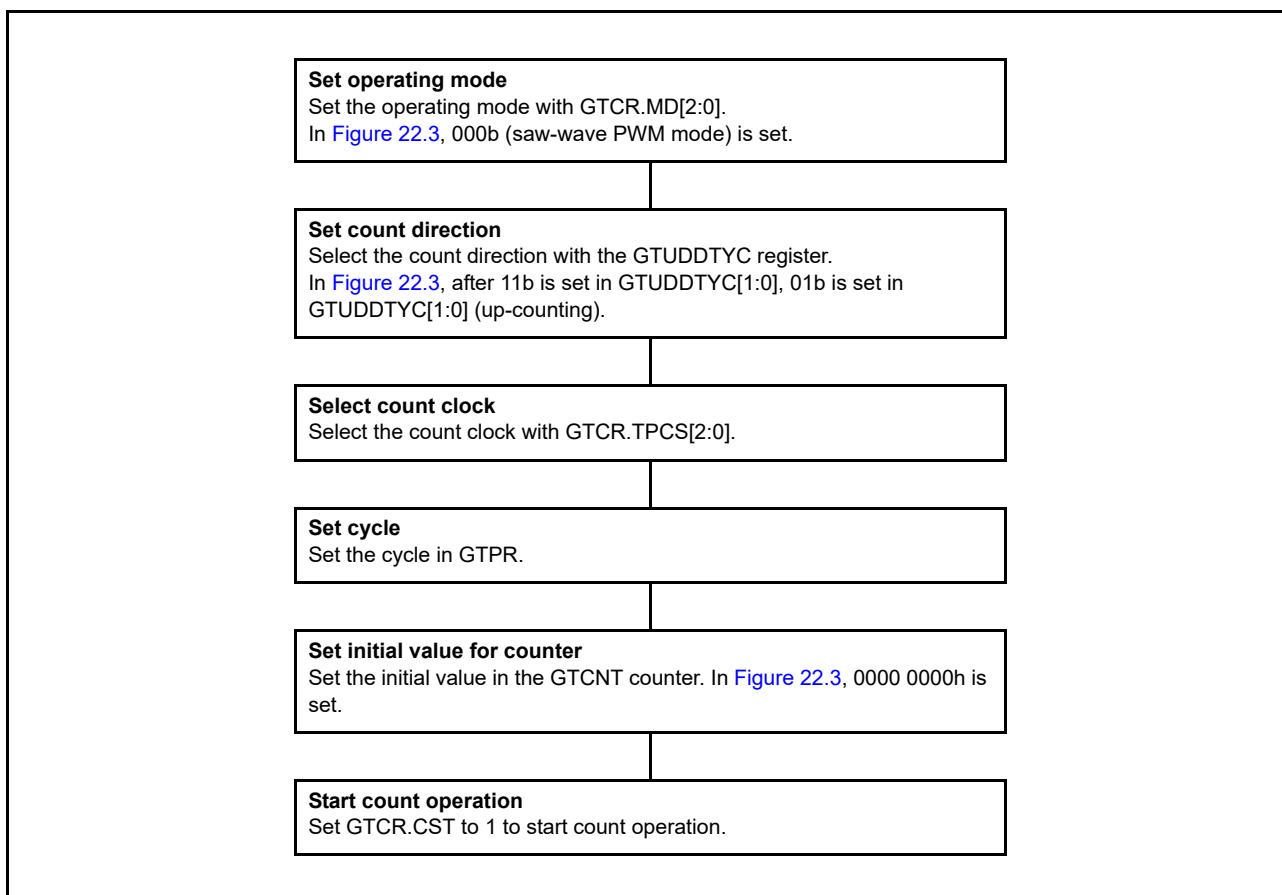 Set operating mode
Set the operating mode with GTCR.MD[2:0].
In Figure 22.3, 000b (saw-wave PWM mode) is set.
Set count direction
Select the count direction with the GTUDDTYC register.
In Figure 22.3, after 11b is set in GTUDDTYC[1:0], 01b is set in
GTUDDTYC[1:0] (up-counting).
Select count clock
Select the count clock with GTCR.TPCS[2:0].
Set cycle
Set the cycle in GTPR.
Set initial value for counter
Set the initial value in the GTCNT counter. In Figure 22.3, 0000 0000h is
set.
Start count operation
Set GTCR.CST to 1 to start count operation.